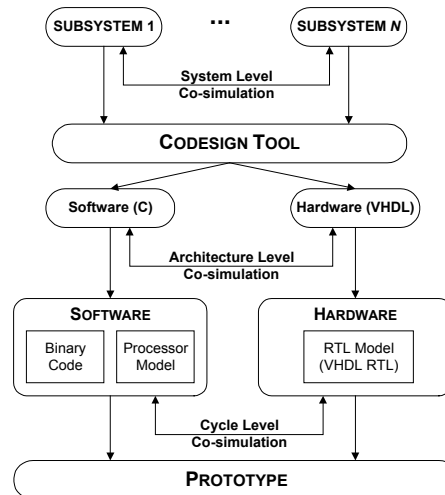 SUBSYSTEM 1
...
SUBSYSTEM N
System Level
Co-simulation
CODESIGN TOOL
Software (C)
Hardware (VHDL)
Architecture Level
Co-simulation
SOFTWARE
HARDWARE
Binary
Code
Processor
Model
RTL Model
(VHDL RTL)
Cycle Level
Co-simulation
PROTOTYPE